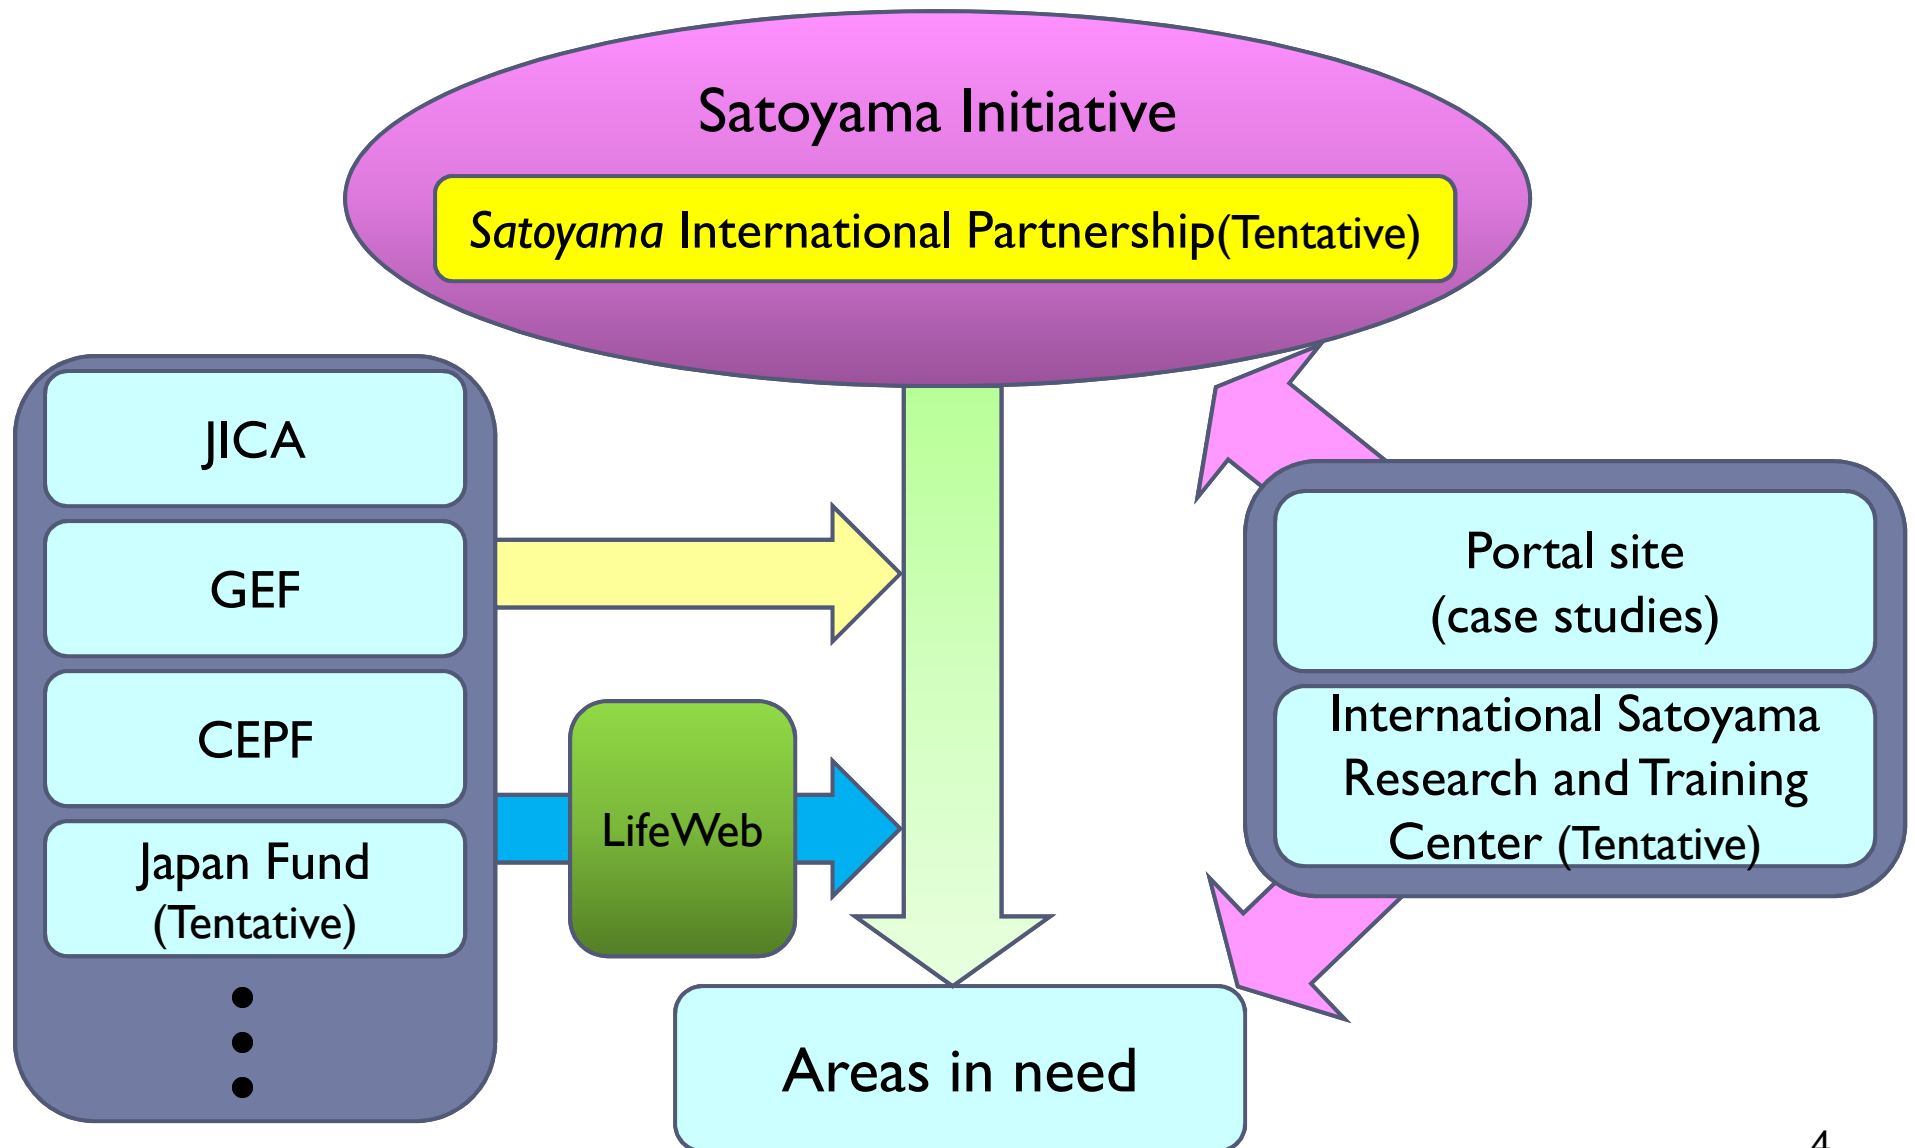 Satoyama Initiative
Satoyama International Partnership(Tentative)
JICA
GEF
CEPF
Japan Fund
(Tentative)
LifeWeb
Portal site
(case studies)
International Satoyama
Research and Training
Center (Tentative)
Areas in need
4